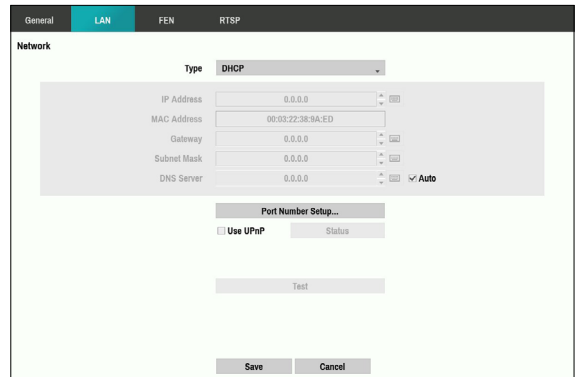 General LAN FEN RTSP
Network
Type DHCP
IP Address 0.0.0.0
MAC Address 00:03:22:38:9A:ED
Gateway 0.0.0.0
Subnet Mask 0.0.0.0
DNS Server 0.0.0.0 Auto
Port Number Setup...
Use UPnP Status
Test
Save Cancel